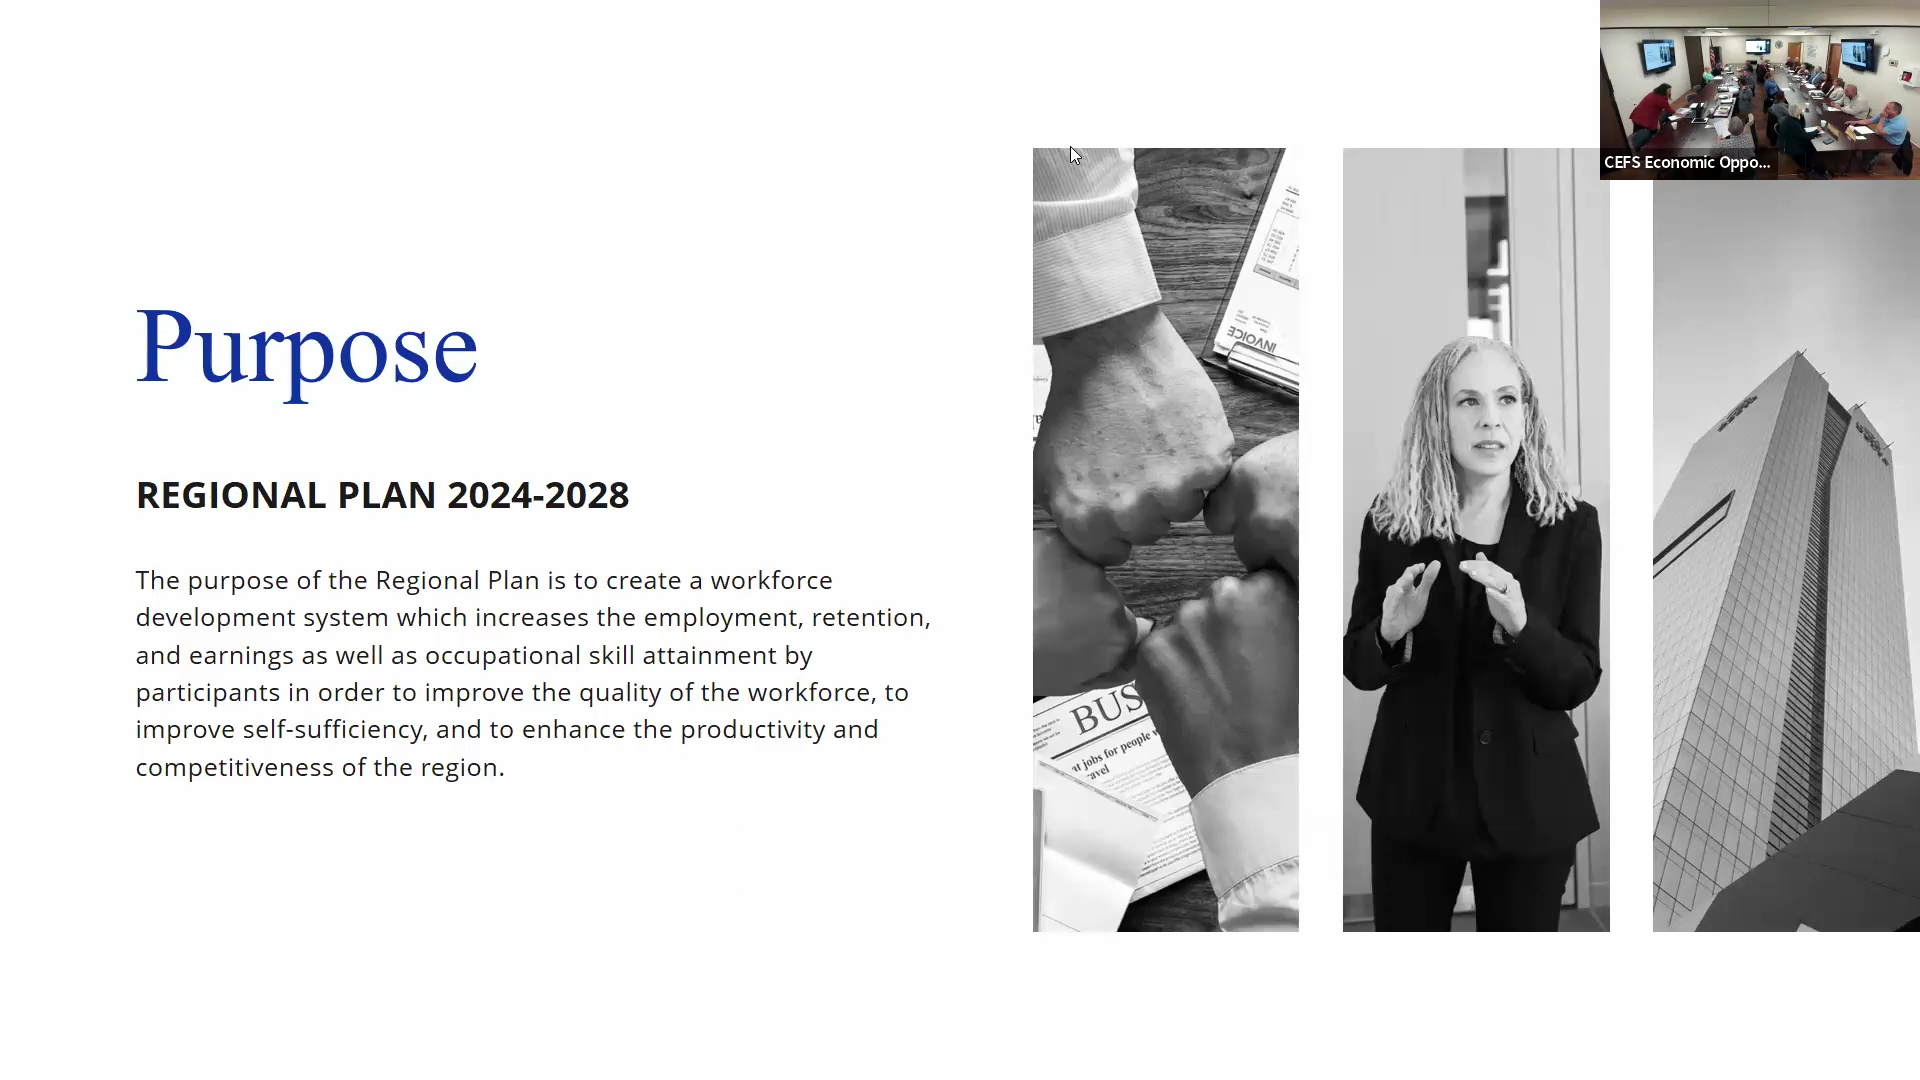 CEFS Economic Oppo...
Purpose
REGIONAL PLAN 2024-2028
The purpose of the Regional Plan is to create a workforce
development system which increases the employment, retention,
and earnings as well as occupational skill attainment by
participants in order to improve the quality of the workforce, to
improve self-sufficiency, and to enhance the productivity and
competitiveness of the region.
INVOICE
BUS
at jobs for people w
avel